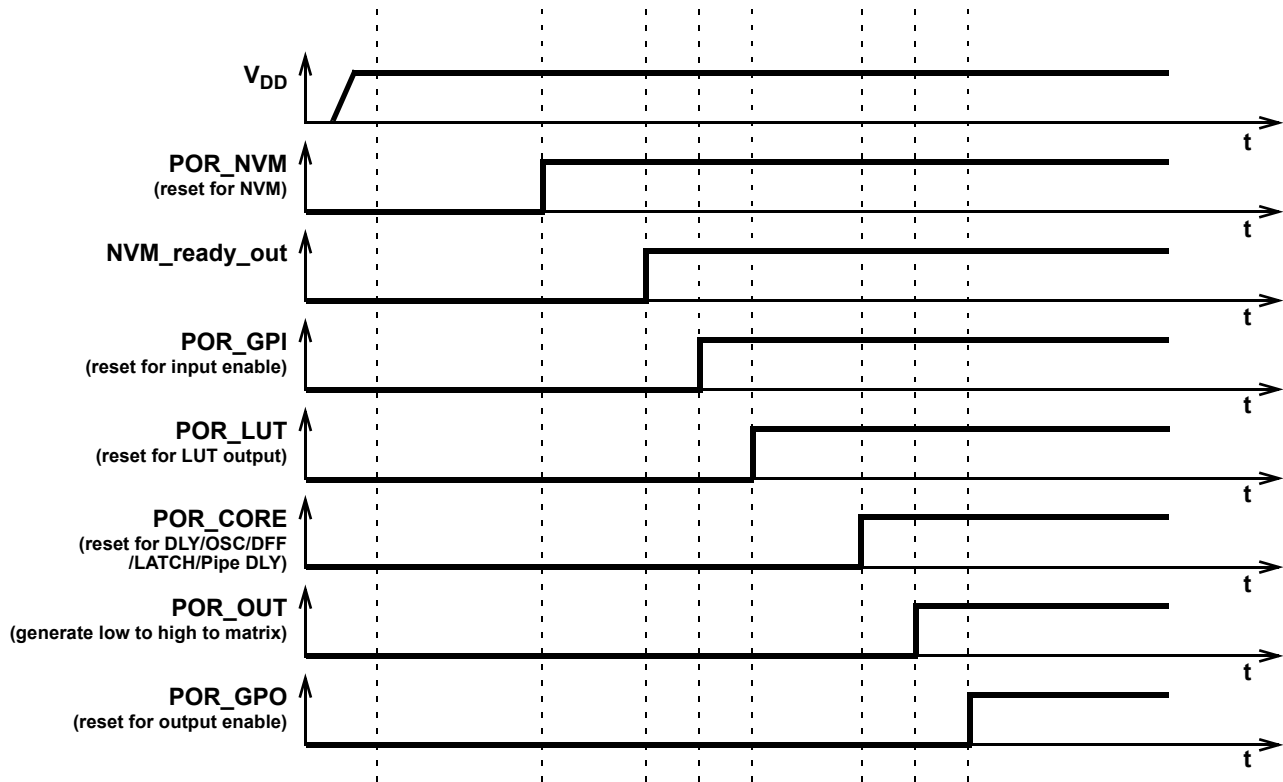 VDD
t
POR_NVM
(reset for NVM)
t
NVM_ready_out
t
POR_GPI
(reset for input enable)
t
POR_LUT
(reset for LUT output)
t
POR_CORE
(reset for DLY/OSC/DFF
/LATCH/Pipe DLY)
t
POR_OUT
(generate low to high to matrix)
t
POR_GPO
(reset for output enable)
t